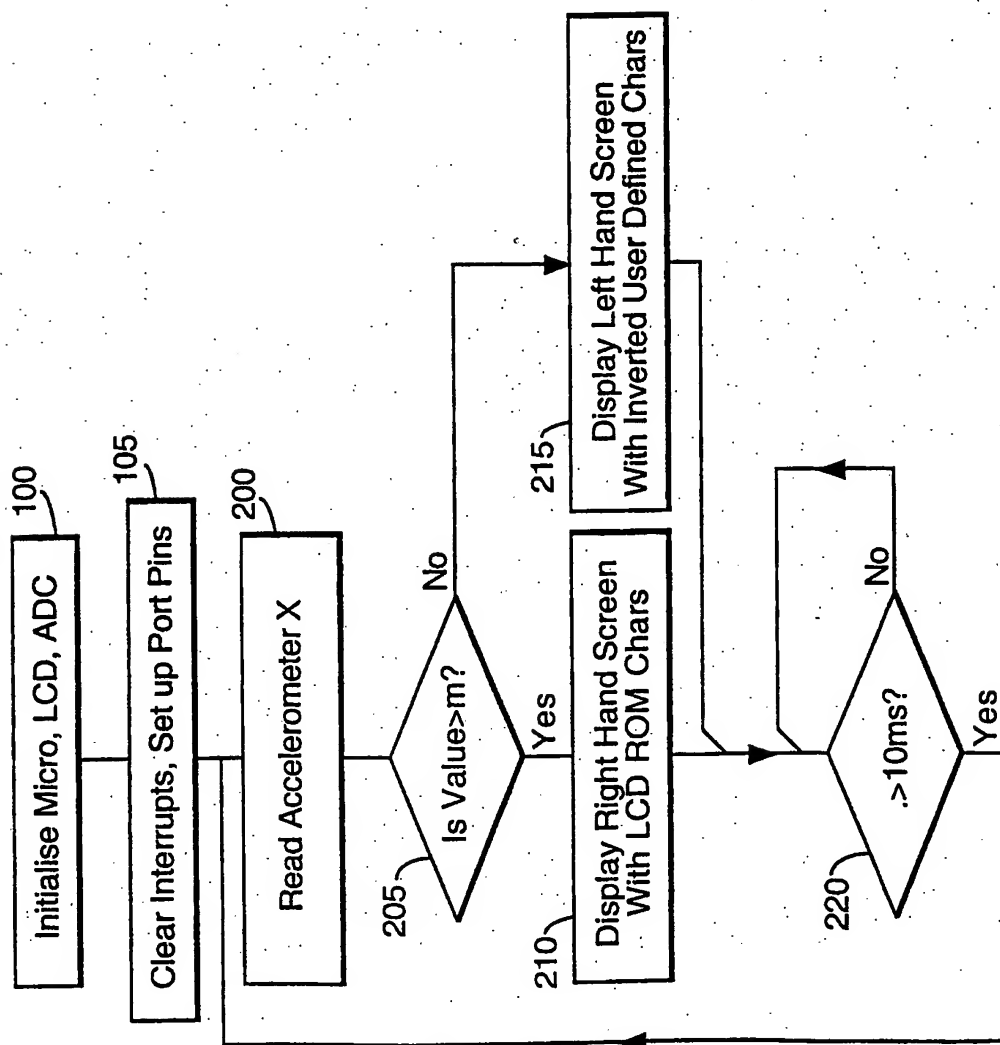 Initialise Micro, LCD, ADC
100
Clear Interrupts, Set up Port Pins
105
Read Accelerometer X
200
Is Value>m?
205
No
Yes
Display Right Hand Screen
With LCD ROM Chars
210
Display Left Hand Screen
With Inverted User Defined Chars
215
.>10ms?
220
No
Yes